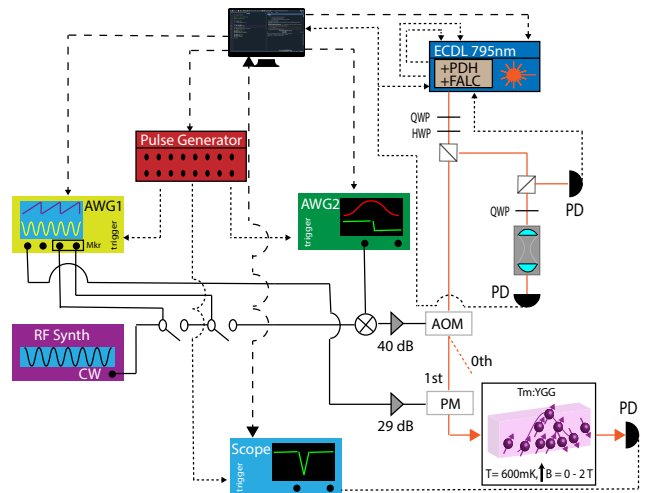 ECDL 795nm
+PDH
+FALC
QWP
HWP
Pulse Generator
AWG1
trigger
Mkr
AWG2
trigger
QWP
PD
PD
RF Synth
CW
40 dB
AOM
0th
1st
29 dB
PM
Tm:YGG
T= 600mK, B = 0 - 2 T
PD
Scope
trigger